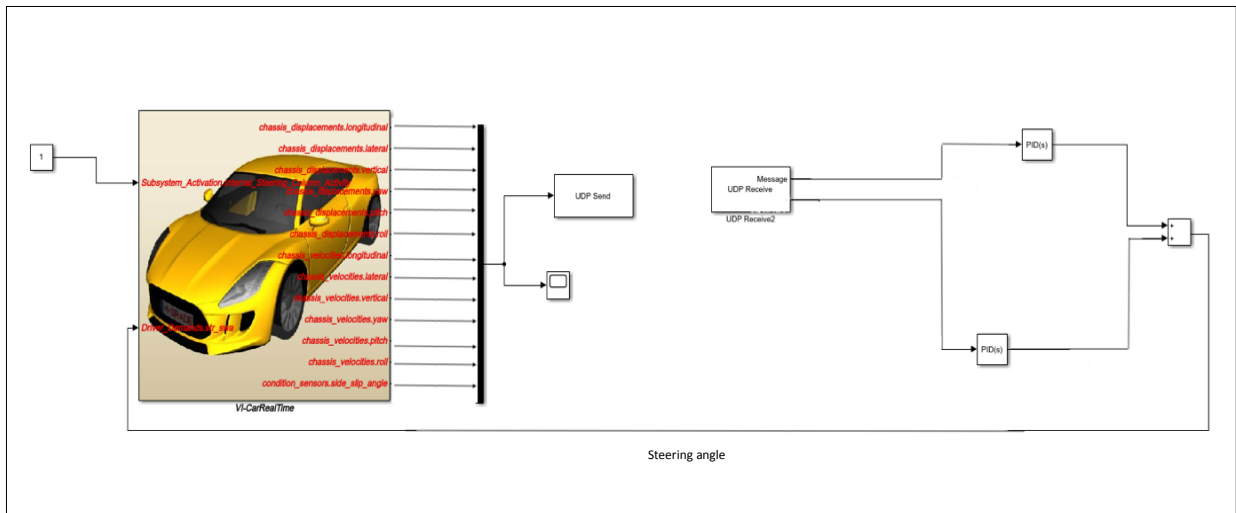 1
Subsystem_Activation.Internal_Steering_Column_Activity
Driver_Demands.str_swa
chassis_displacements.longitudinal
chassis_displacements.lateral
chassis_displacements.vertical
chassis_displacements.yaw
chassis_displacements.pitch
chassis_displacements.roll
chassis_velocities.longitudinal
chassis_velocities.lateral
chassis_velocities.vertical
chassis_velocities.yaw
chassis_velocities.pitch
chassis_velocities.roll
condition_sensors.side_slip_angle
VI-CarRealTime
UDP Send
Message
UDP Receive
UDP Receive2
PID(s)
PID(s)
+
+
Steering angle